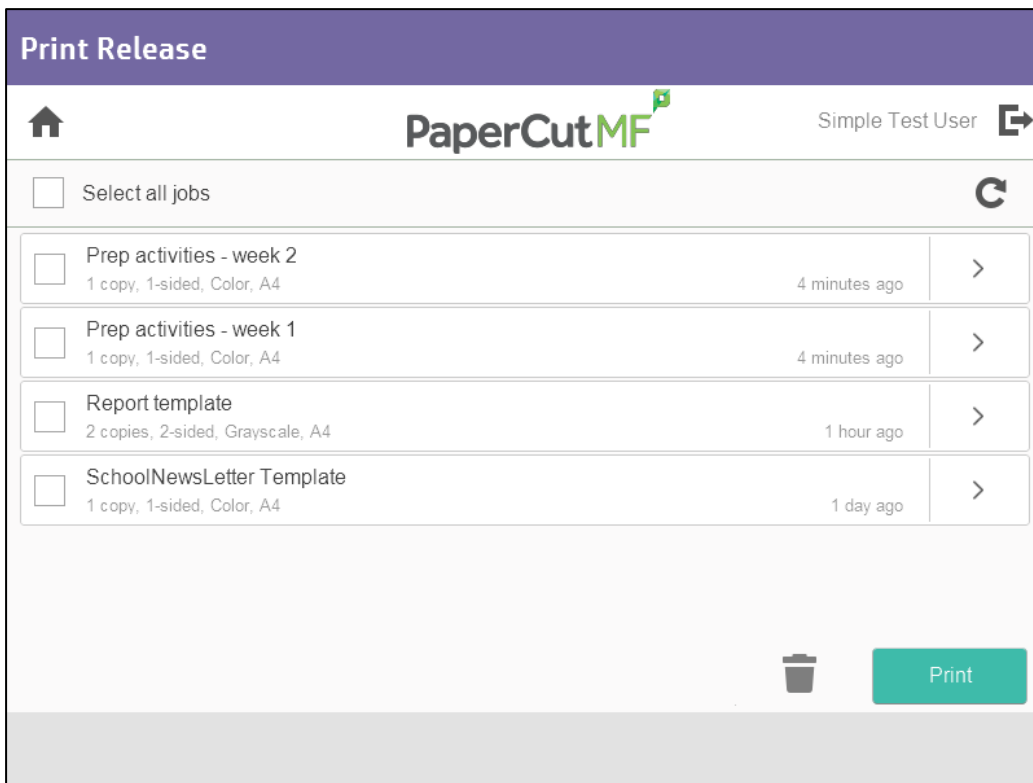 Print Release
PaperCutMF
Simple Test User
Select all jobs
Prep activities - week 2
1 copy, 1-sided, Color, A4
4 minutes ago
Prep activities - week 1
1 copy, 1-sided, Color, A4
4 minutes ago
Report template
2 copies, 2-sided, Grayscale, A4
1 hour ago
SchoolNewsLetter Template
1 copy, 1-sided, Color, A4
1 day ago
Print